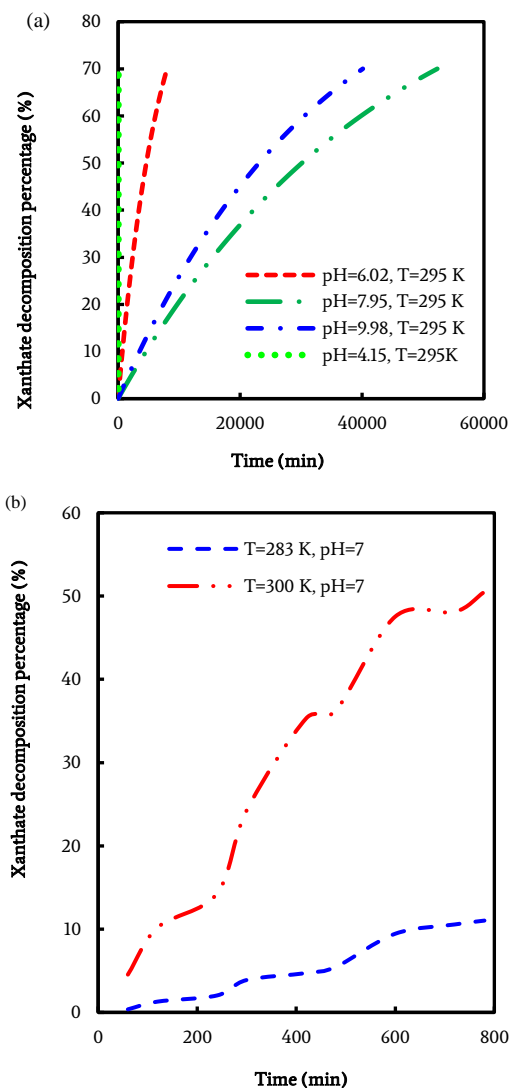 (a)
80
70
60
50
40
30
20
10
0
Xanthate decomposition percentage (%)
pH=6.02, T=295 K
pH=7.95, T=295 K
pH=9.98, T=295 K
pH=4.15, T=295K
0 20000 40000 60000
Time (min)
(b)
60
50
40
30
20
10
0
Xanthate decomposition percentage (%)
T=283 K, pH=7
T=300 K, pH=7
0 200 400 600 800
Time (min)